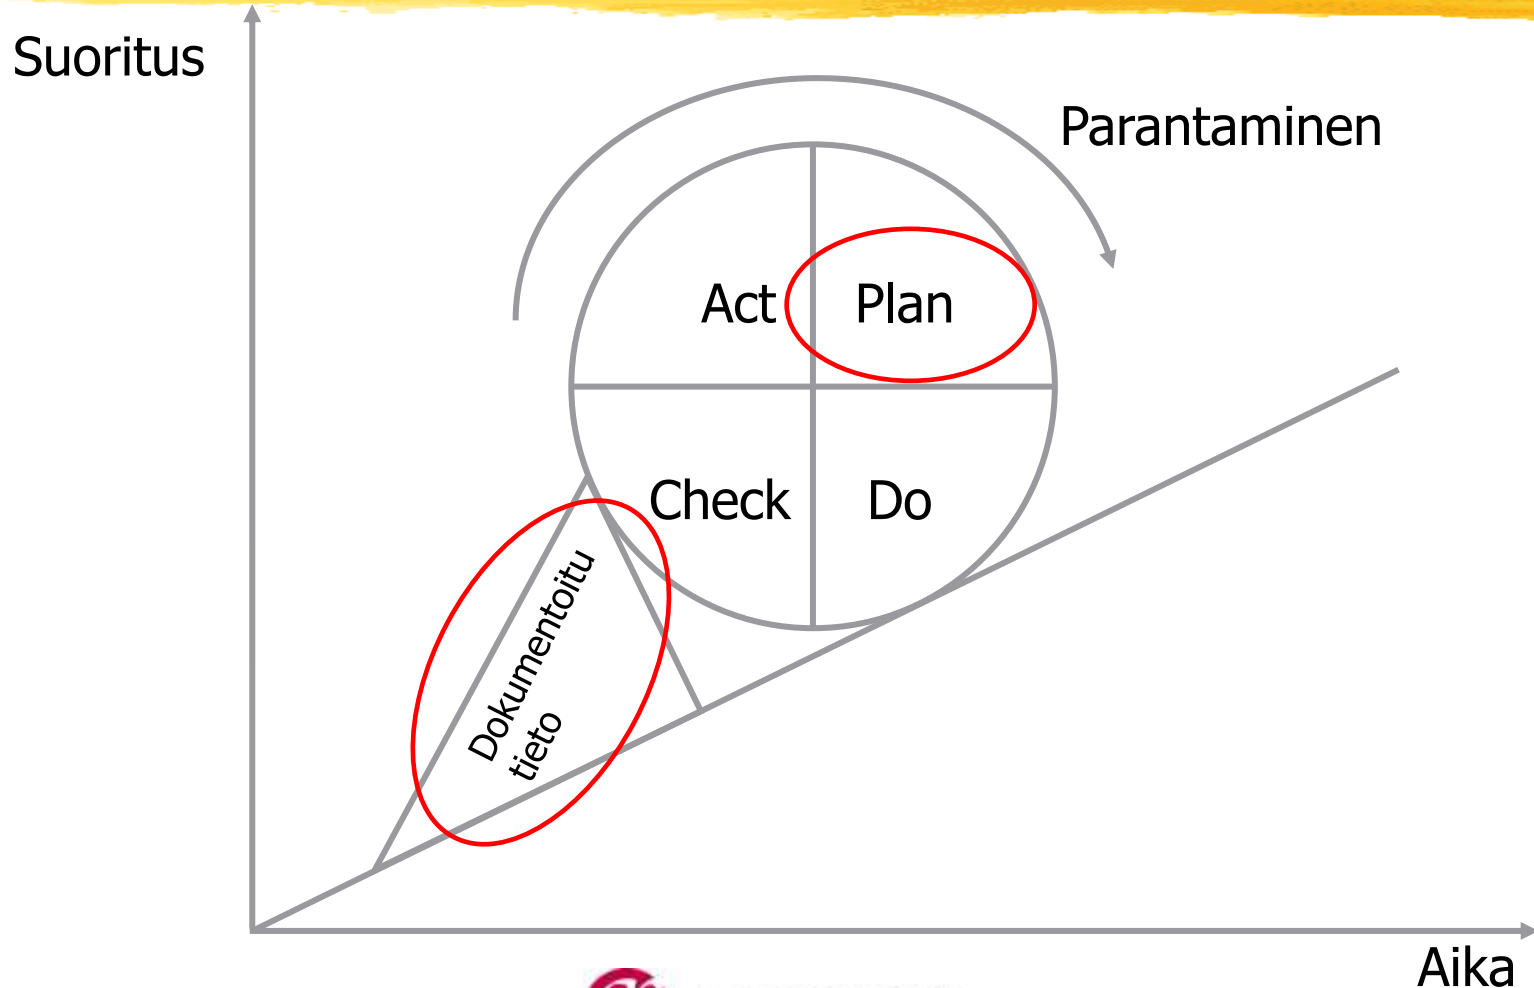 Suoritus
Parantaminen
Act
Plan
Check
Do
Dokumentoitu
tieto
Aika